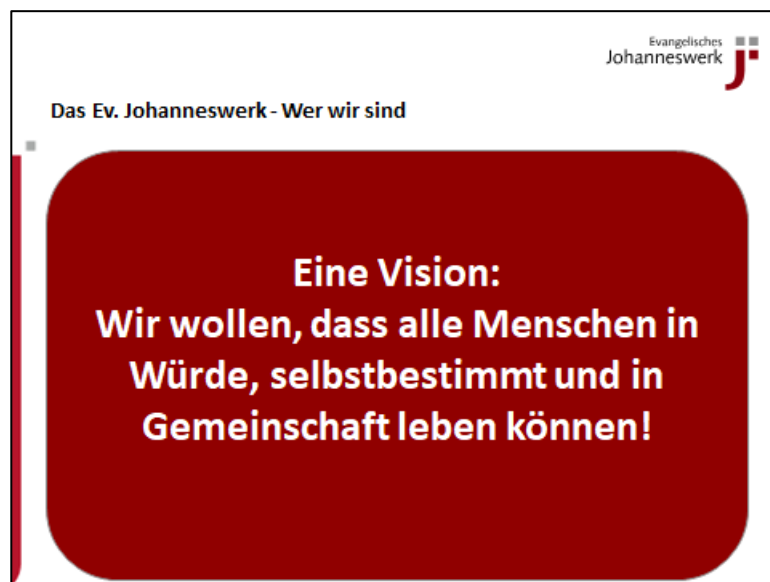 Evangelisches
Johanneswerk
Das Ev. Johanneswerk - Wer wir sind
Eine Vision:
Wir wollen, dass alle Menschen in
Würde, selbstbestimmt und in
Gemeinschaft leben können!